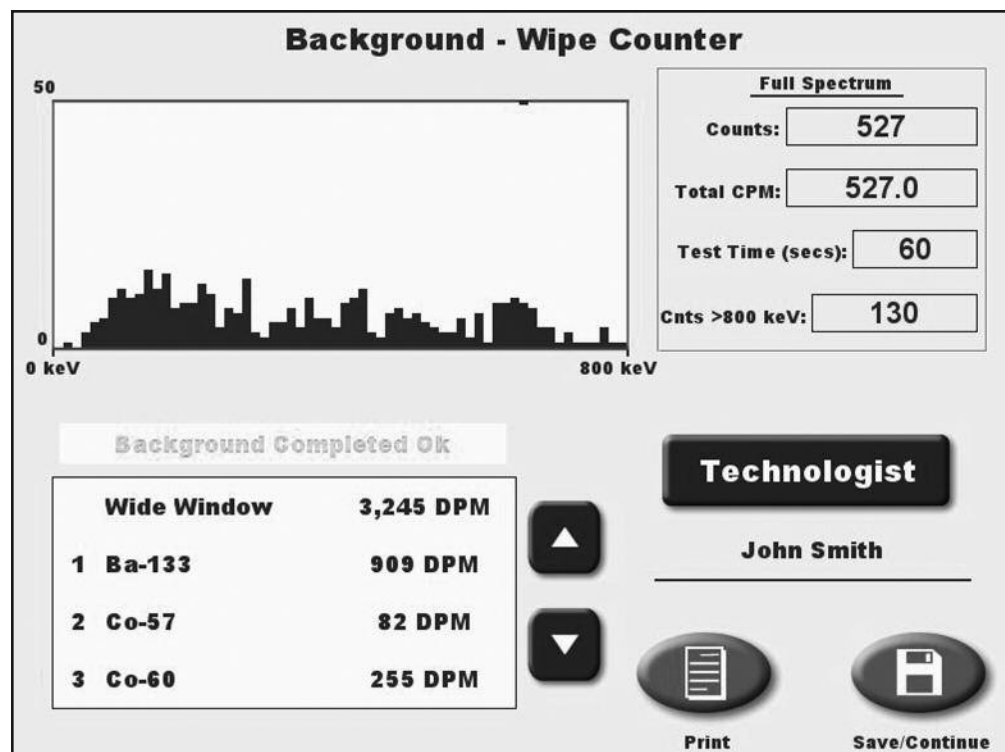 Background - Wipe Counter
50
0
0 keV
800 keV
Full Spectrum
Counts: 527
Total CPM: 527.0
Test Time (secs): 60
Cnts >800 keV: 130
Background Completed Ok
Wide Window 3,245 DPM
1 Ba-133 909 DPM
2 Co-57 82 DPM
3 Co-60 255 DPM
Technologist
John Smith
Print
Save/Continue